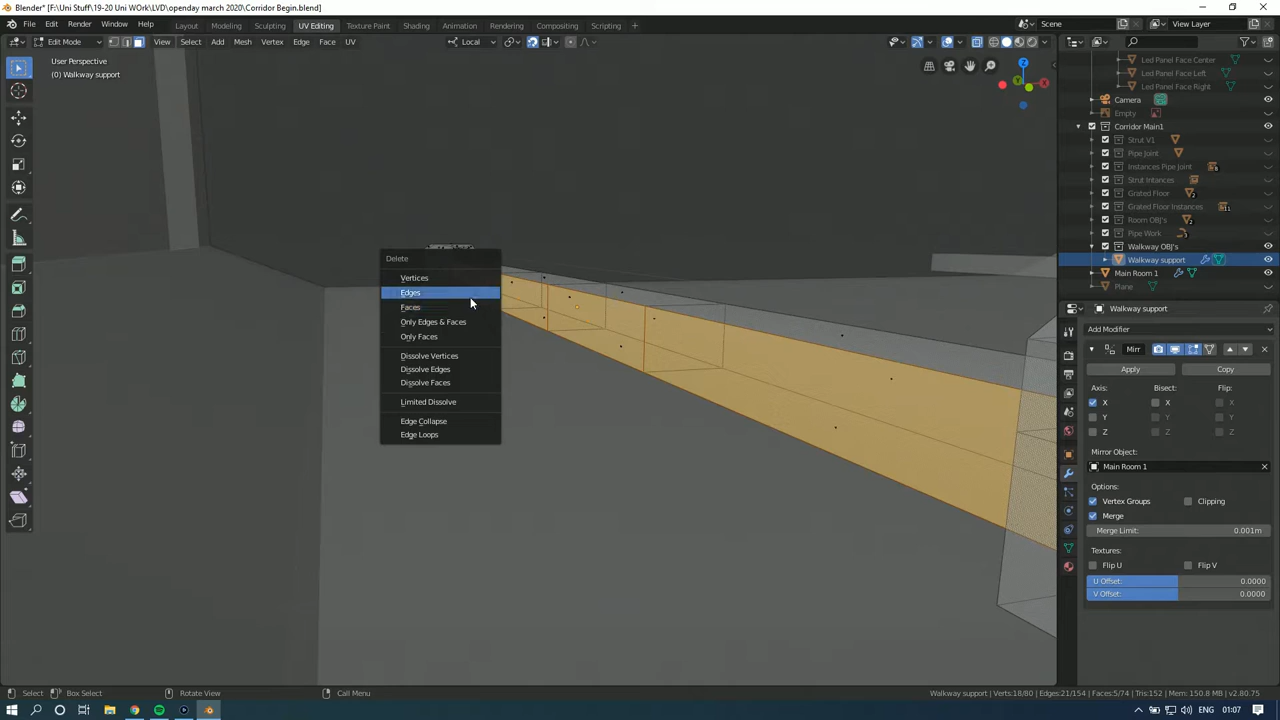 Blender* [F:\Uni Stuff\19-20 Uni WOrk\LVD\openday march 2020\Corridor Begin.blend]
File Edit Render Window Help Layout Modeling Sculpting UV Editing Texture Paint Shading Animation Rendering Compositing Scripting + Scene View Layer
Edit Mode View Select Add Mesh Vertex Edge Face UV Local
User Perspective
(0) Walkway support
Led Panel Face Center
Led Panel Face Left
Led Panel Face Right
Camera
Empty
Corridor Main1
Strut V1
Pipe Joint
Instances Pipe Joint
Strut Intances
Grated Floor
Grated Floor Instances
Room OBJ's
Pipe Work
Walkway OBJ's
Walkway support
Main Room 1
Plane
Delete
Vertices
Edges
Faces
Only Edges & Faces
Only Faces
Dissolve Vertices
Dissolve Edges
Dissolve Faces
Limited Dissolve
Edge Collapse
Edge Loops
Walkway support
Add Modifier
Mirr
Apply Copy
Axis: Bisect: Flip:
X X X
Y Y Y
Z Z Z
Mirror Object:
Main Room 1
Options:
Vertex Groups Clipping
Merge
Merge Limit: 0.001m
Textures:
Flip U Flip V
U Offset: 0.0000
V Offset: 0.0000
Select Box Select Rotate View Call Menu Walkway support | Verts:18/80 | Edges:21/154 | Faces:5/74 | Tris:152 | Mem: 150.8 MB | v2.80.75
ENG 01:07